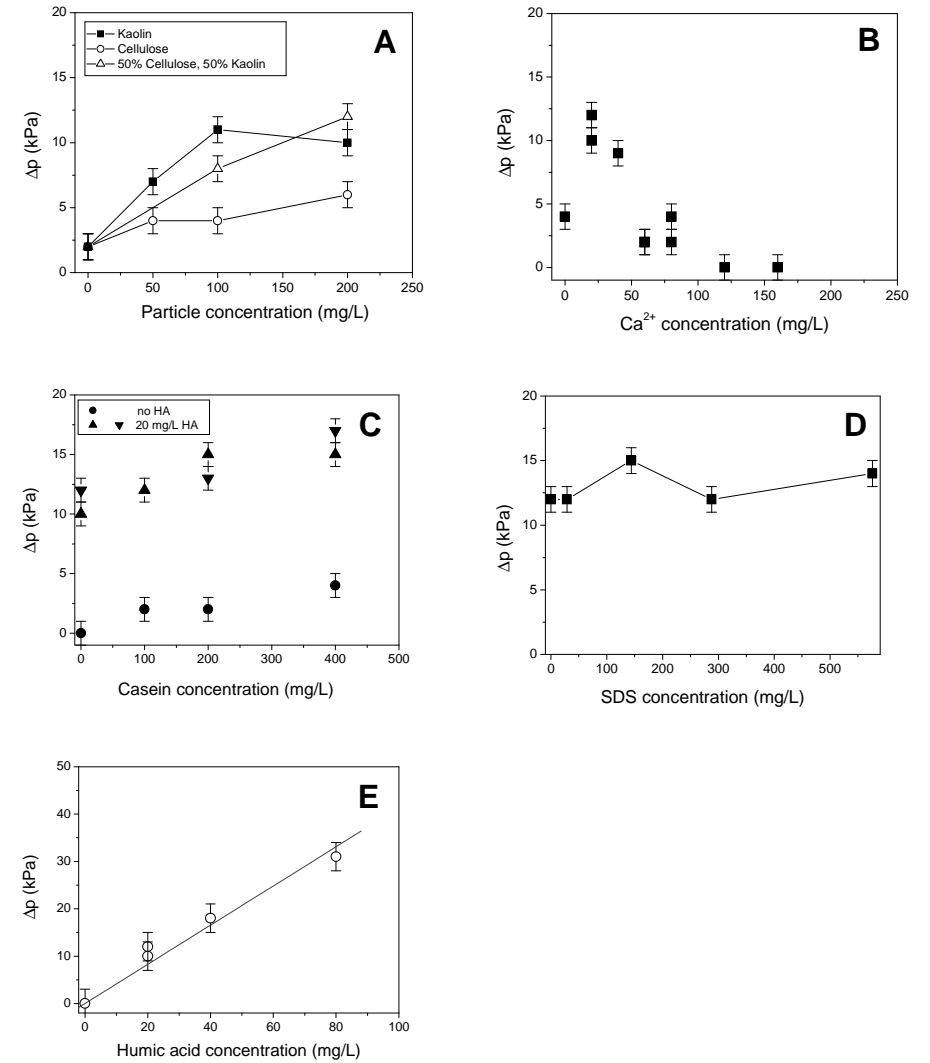 A
Kaolin
Cellulose
50% Cellulose, 50% Kaolin
20
15
10
5
0
Δp (kPa)
0 50 100 150 200 250
Particle concentration (mg/L)
B
20
15
10
5
0
Δp (kPa)
0 50 100 150 200 250
Ca²⁺ concentration (mg/L)
C
no HA
20 mg/L HA
20
15
10
5
0
Δp (kPa)
0 100 200 300 400 500
Casein concentration (mg/L)
D
20
15
10
5
0
Δp (kPa)
0 100 200 300 400 500
SDS concentration (mg/L)
E
50
40
30
20
10
0
Δp (kPa)
0 20 40 60 80 100
Humic acid concentration (mg/L)